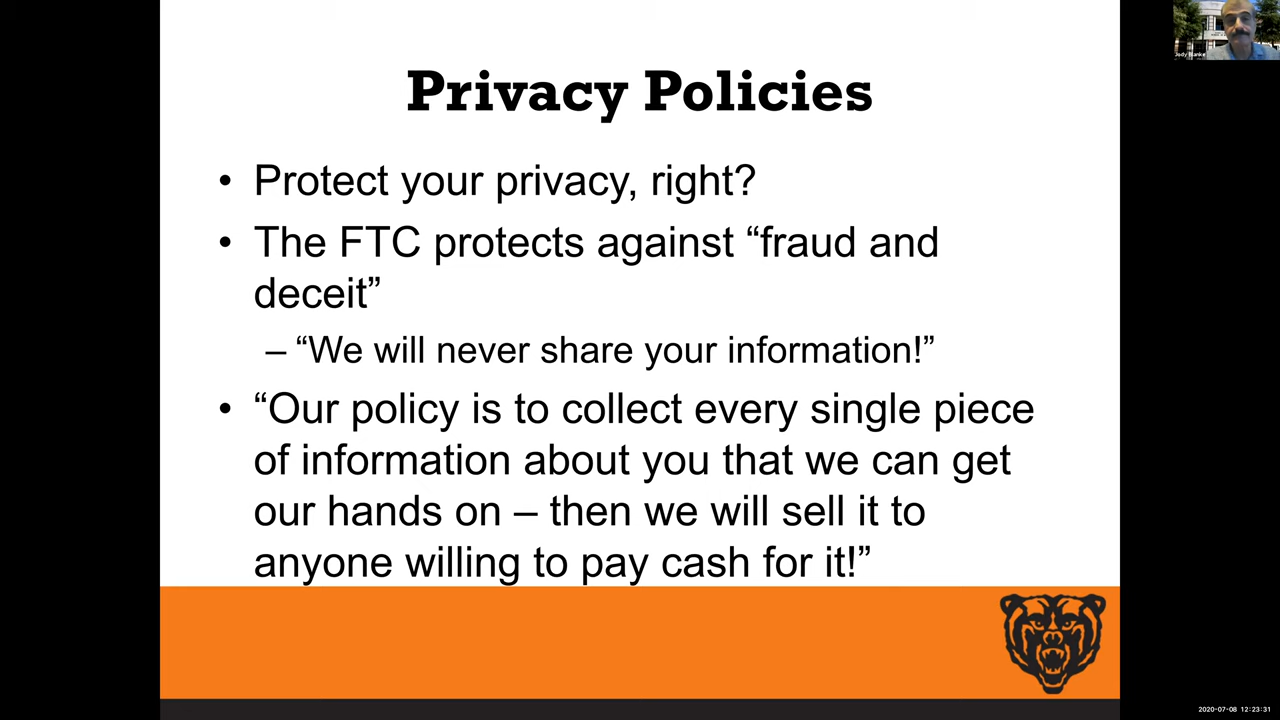 Privacy Policies
• Protect your privacy, right?
• The FTC protects against “fraud and
deceit”
– “We will never share your information!”
• “Our policy is to collect every single piece
of information about you that we can get
our hands on – then we will sell it to
anyone willing to pay cash for it!”
Jody Blanke
2020-07-08 12:23:31